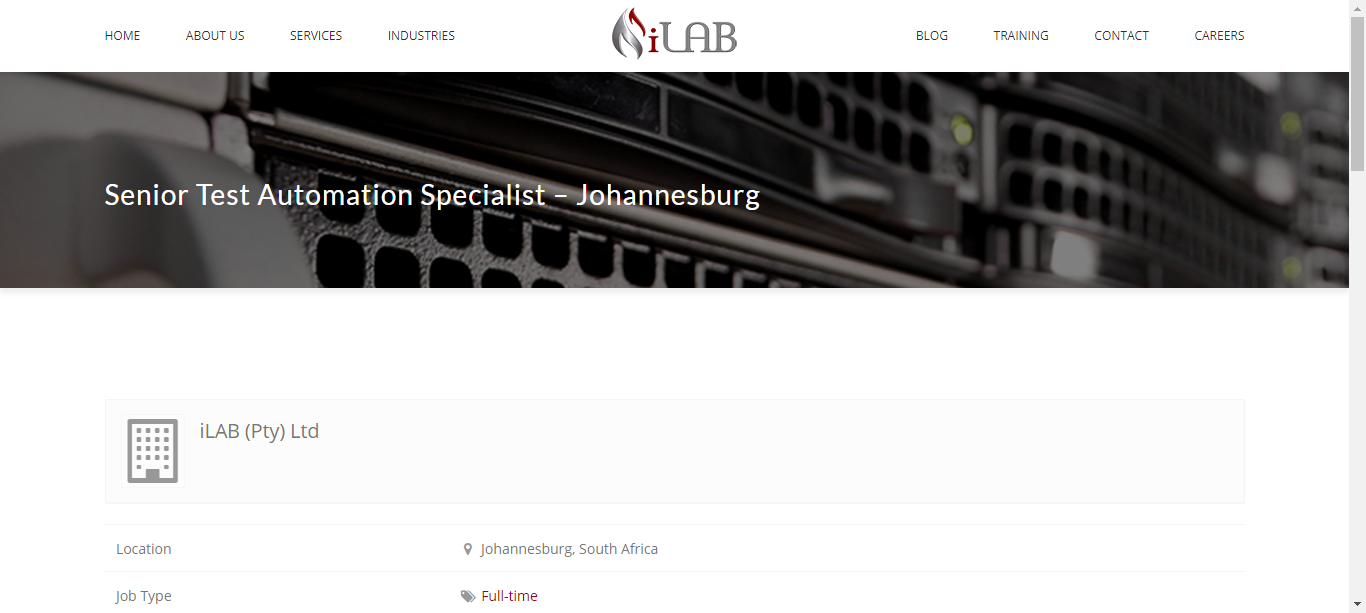 HOME ABOUT US SERVICES INDUSTRIES iLAB BLOG TRAINING CONTACT CAREERS
Senior Test Automation Specialist – Johannesburg
iLAB (Pty) Ltd
Location Johannesburg, South Africa
Job Type Full-time